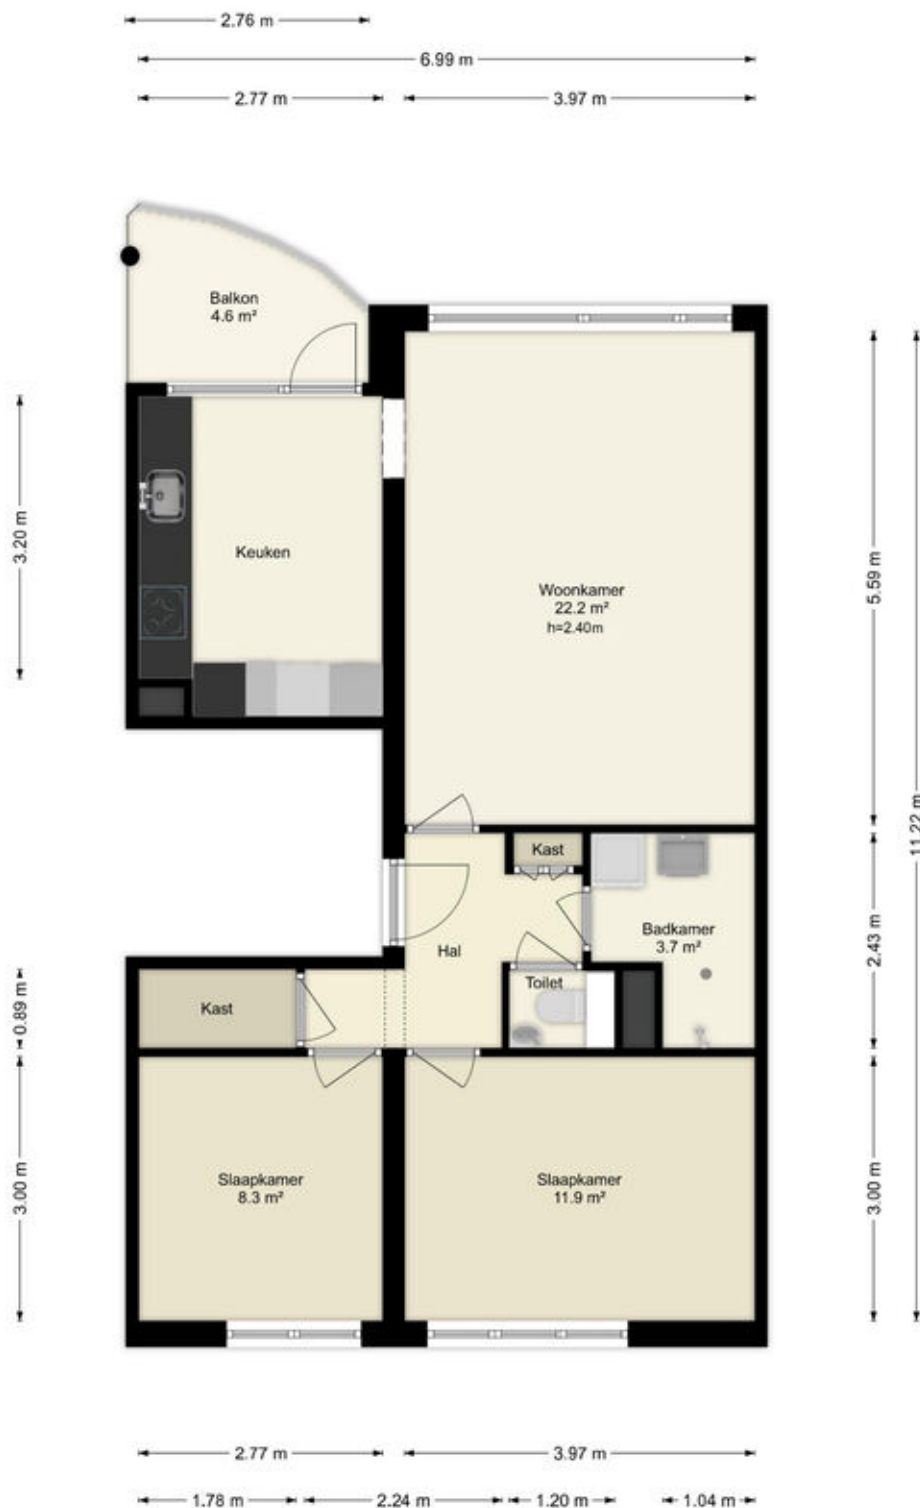 2.76 m
6.99 m
2.77 m
3.97 m
Balkon
4.6 m²
3.20 m
Keuken
Woonkamer
22.2 m²
h=2.40m
5.59 m
11.22 m
Kast
Badkamer
3.7 m²
2.43 m
Hal
Toilet
Kast
0.89 m
Slaapkamer
8.3 m²
Slaapkamer
11.9 m²
3.00 m
3.00 m
2.77 m
3.97 m
1.78 m
2.24 m
1.20 m
1.04 m